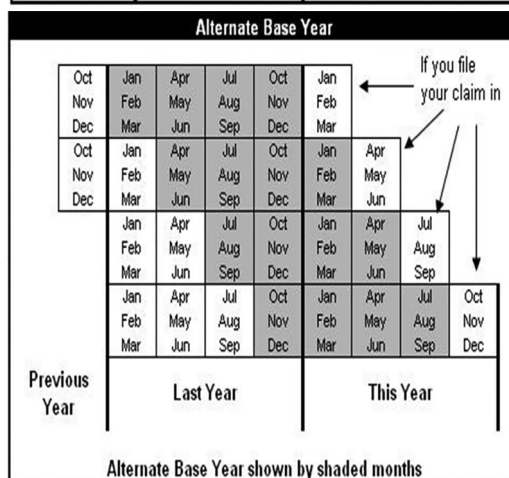 Alternate Base Year
If you file
your claim in
Oct Jan Apr Jul Oct Jan
Nov Feb May Aug Nov Feb
Dec Mar Jun Sep Dec Mar
Oct Jan Apr Jul Oct Jan Apr
Nov Feb May Aug Nov Feb May
Dec Mar Jun Sep Dec Mar Jun
Jan Apr Jul Oct Jan Apr Jul
Feb May Aug Nov Feb May Aug
Mar Jun Sep Dec Mar Jun Sep
Jan Apr Jul Oct Jan Apr Jul Oct
Feb May Aug Nov Feb May Aug Nov
Mar Jun Sep Dec Mar Jun Sep Dec
Previous
Year
Last Year
This Year
Alternate Base Year shown by shaded months